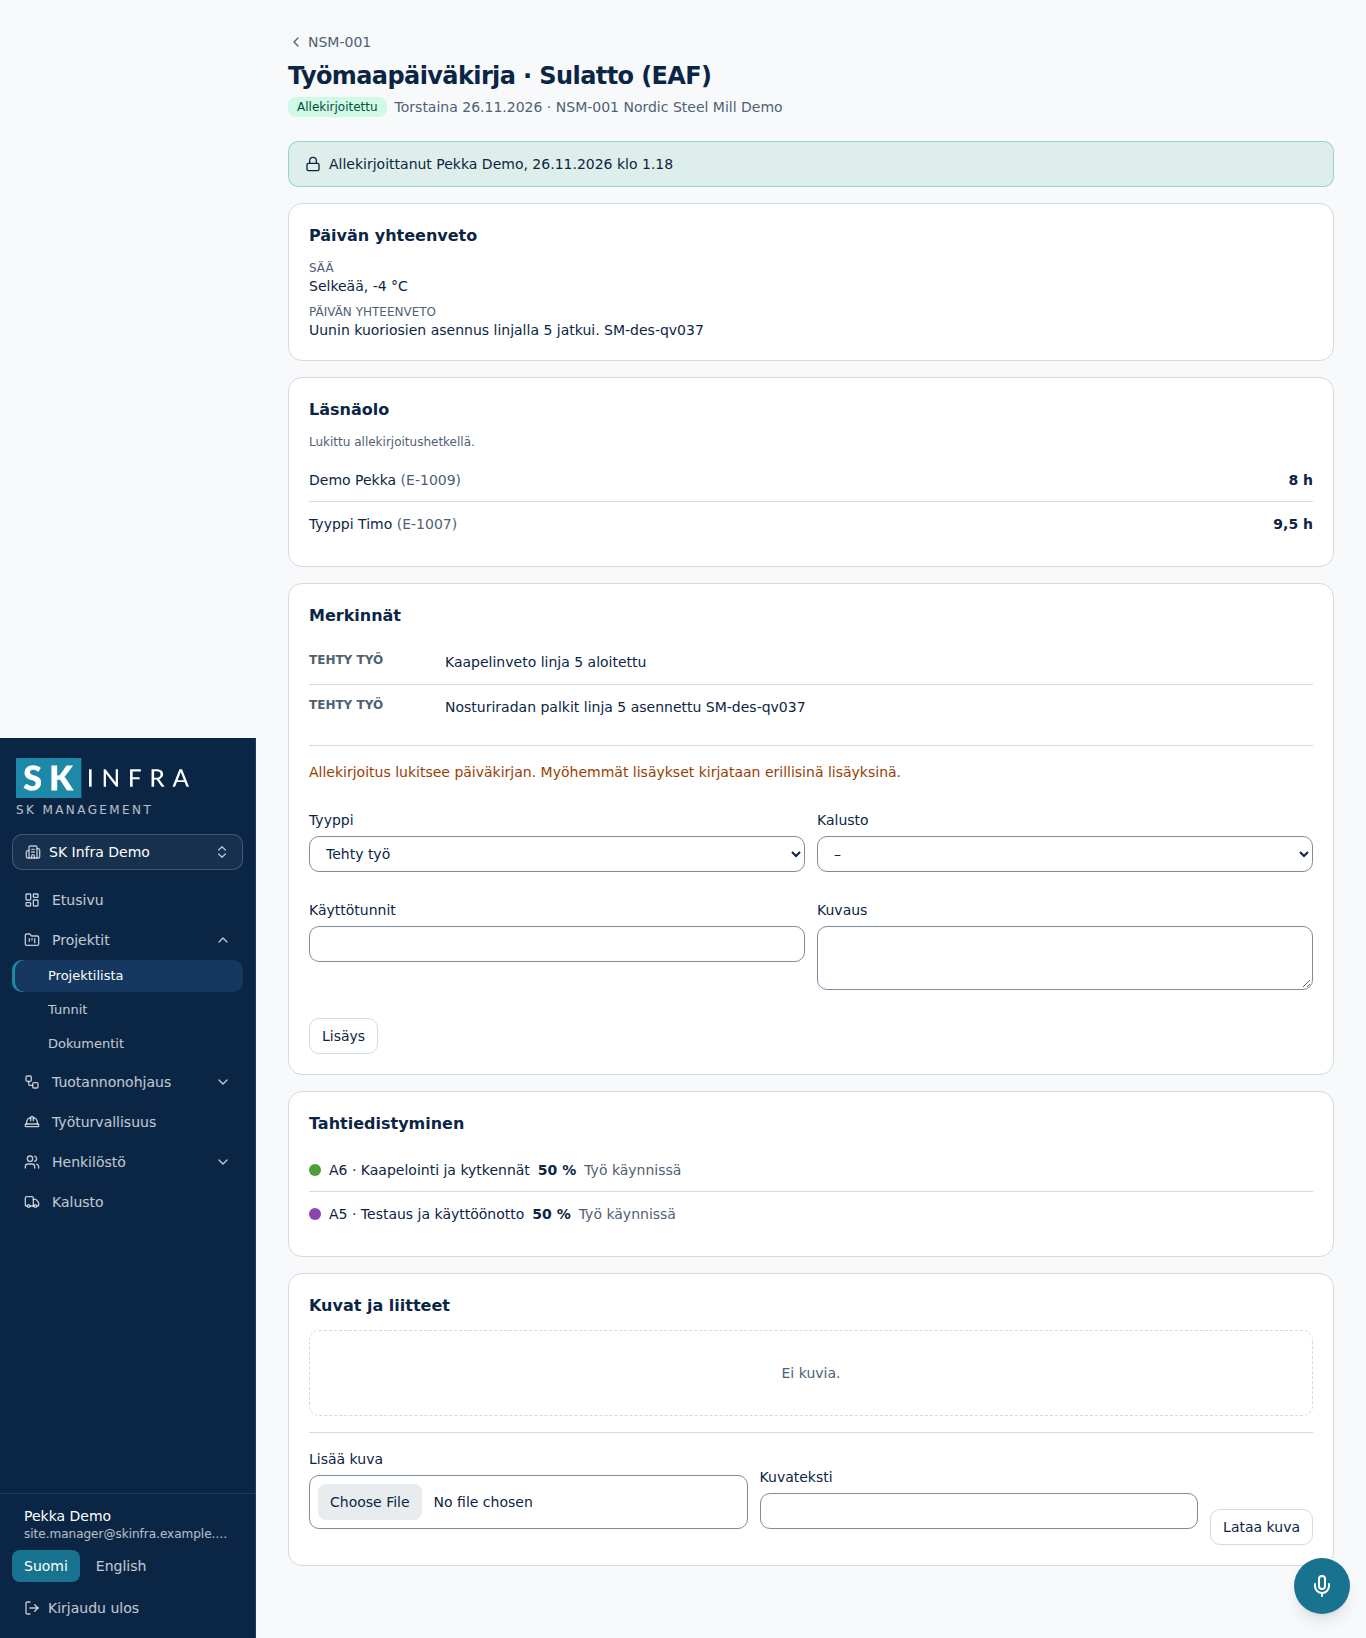 NSM-001
Työmaapäiväkirja · Sulatto (EAF)
Allekirjoitettu Torstaina 26.11.2026 · NSM-001 Nordic Steel Mill Demo
Allekirjoittanut Pekka Demo, 26.11.2026 klo 1.18
Päivän yhteenveto
SÄÄ
Selkeää, -4 °C
PÄIVÄN YHTEENVETO
Uunin kuoriosien asennus linjalla 5 jatkui. SM-des-qv037
Läsnäolo
Lukittu allekirjoitushetkellä.
Demo Pekka (E-1009) 8 h
Tyyppi Timo (E-1007) 9,5 h
Merkinnät
TEHTY TYÖ Kaapelinveto linja 5 aloitettu
TEHTY TYÖ Nosturiradan palkit linja 5 asennettu SM-des-qv037
Allekirjoitus lukitsee päiväkirjan. Myöhemmät lisäykset kirjataan erillisinä lisäyksinä.
Tyyppi Kalusto
Tehty työ –
Käyttötunnit Kuvaus
Lisäys
Tahtiedistyminen
A6 · Kaapelointi ja kytkennät 50 % Työ käynnissä
A5 · Testaus ja käyttöönotto 50 % Työ käynnissä
Kuvat ja liitteet
Ei kuvia.
Lisää kuva
Kuvateksti
Choose File No file chosen
Lataa kuva
SK INFRA
SK MANAGEMENT
SK Infra Demo
Etusivu
Projektit
Projektilista
Tunnit
Dokumentit
Tuotannonohjaus
Työturvallisuus
Henkilöstö
Kalusto
Pekka Demo
site.manager@skinfra.example....
Suomi English
Kirjaudu ulos